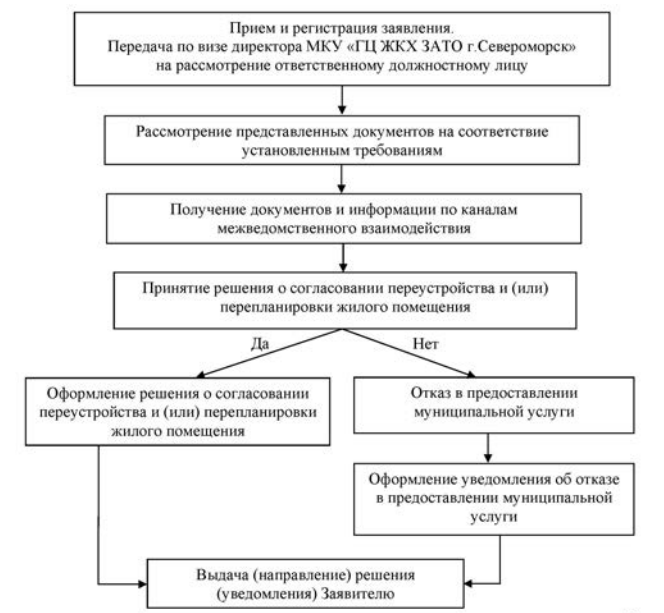 Прием и регистрация заявления.
Передача по визе директора МКУ «ГЦ ЖКХ ЗАТО г.Североморск»
на рассмотрение ответственному должностному лицу
Рассмотрение представленных документов на соответствие
установленным требованиям
Получение документов и информации по каналам
межведомственного взаимодействия
Принятие решения о согласовании переустройства и (или)
перепланировки жилого помещения
Да
Нет
Оформление решения о согласовании
переустройства и (или) перепланировки
жилого помещения
Отказ в предоставлении
муниципальной услуги
Оформление уведомления об отказе
в предоставлении муниципальной
услуги
Выдача (направление) решения
(уведомления) Заявителю